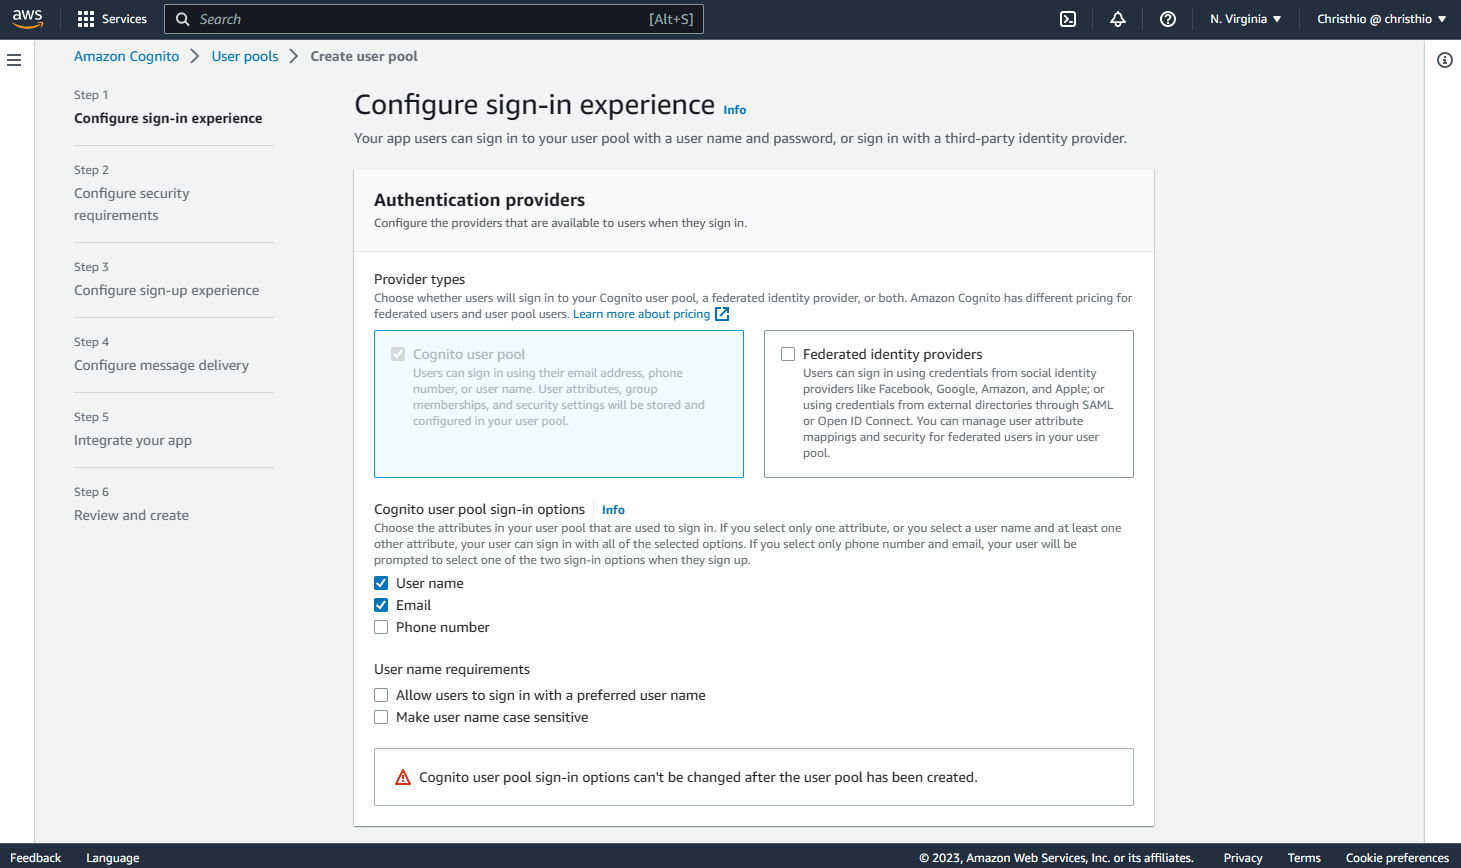 aws
Services
Search
[Alt+S]
N. Virginia
Christhio @ christhio
Amazon Cognito
User pools
Create user pool
Step 1
Configure sign-in experience
Step 2
Configure security
requirements
Step 3
Configure sign-up experience
Step 4
Configure message delivery
Step 5
Integrate your app
Step 6
Review and create
Configure sign-in experience Info
Your app users can sign in to your user pool with a user name and password, or sign in with a third-party identity provider.
Authentication providers
Configure the providers that are available to users when they sign in.
Provider types
Choose whether users will sign in to your Cognito user pool, a federated identity provider, or both. Amazon Cognito has different pricing for
federated users and user pool users. Learn more about pricing
Cognito user pool
Users can sign in using their email address, phone
number, or user name. User attributes, group
memberships, and security settings will be stored and
configured in your user pool.
Federated identity providers
Users can sign in using credentials from social identity
providers like Facebook, Google, Amazon, and Apple; or
using credentials from external directories through SAML
or Open ID Connect. You can manage user attribute
mappings and security for federated users in your user
pool.
Cognito user pool sign-in options Info
Choose the attributes in your user pool that are used to sign in. If you select only one attribute, or you select a user name and at least one
other attribute, your user can sign in with all of the selected options. If you select only phone number and email, your user will be
prompted to select one of the two sign-in options when they sign up.
User name
Email
Phone number
User name requirements
Allow users to sign in with a preferred user name
Make user name case sensitive
Cognito user pool sign-in options can't be changed after the user pool has been created.
Feedback
Language
© 2023, Amazon Web Services, Inc. or its affiliates.
Privacy
Terms
Cookie preferences